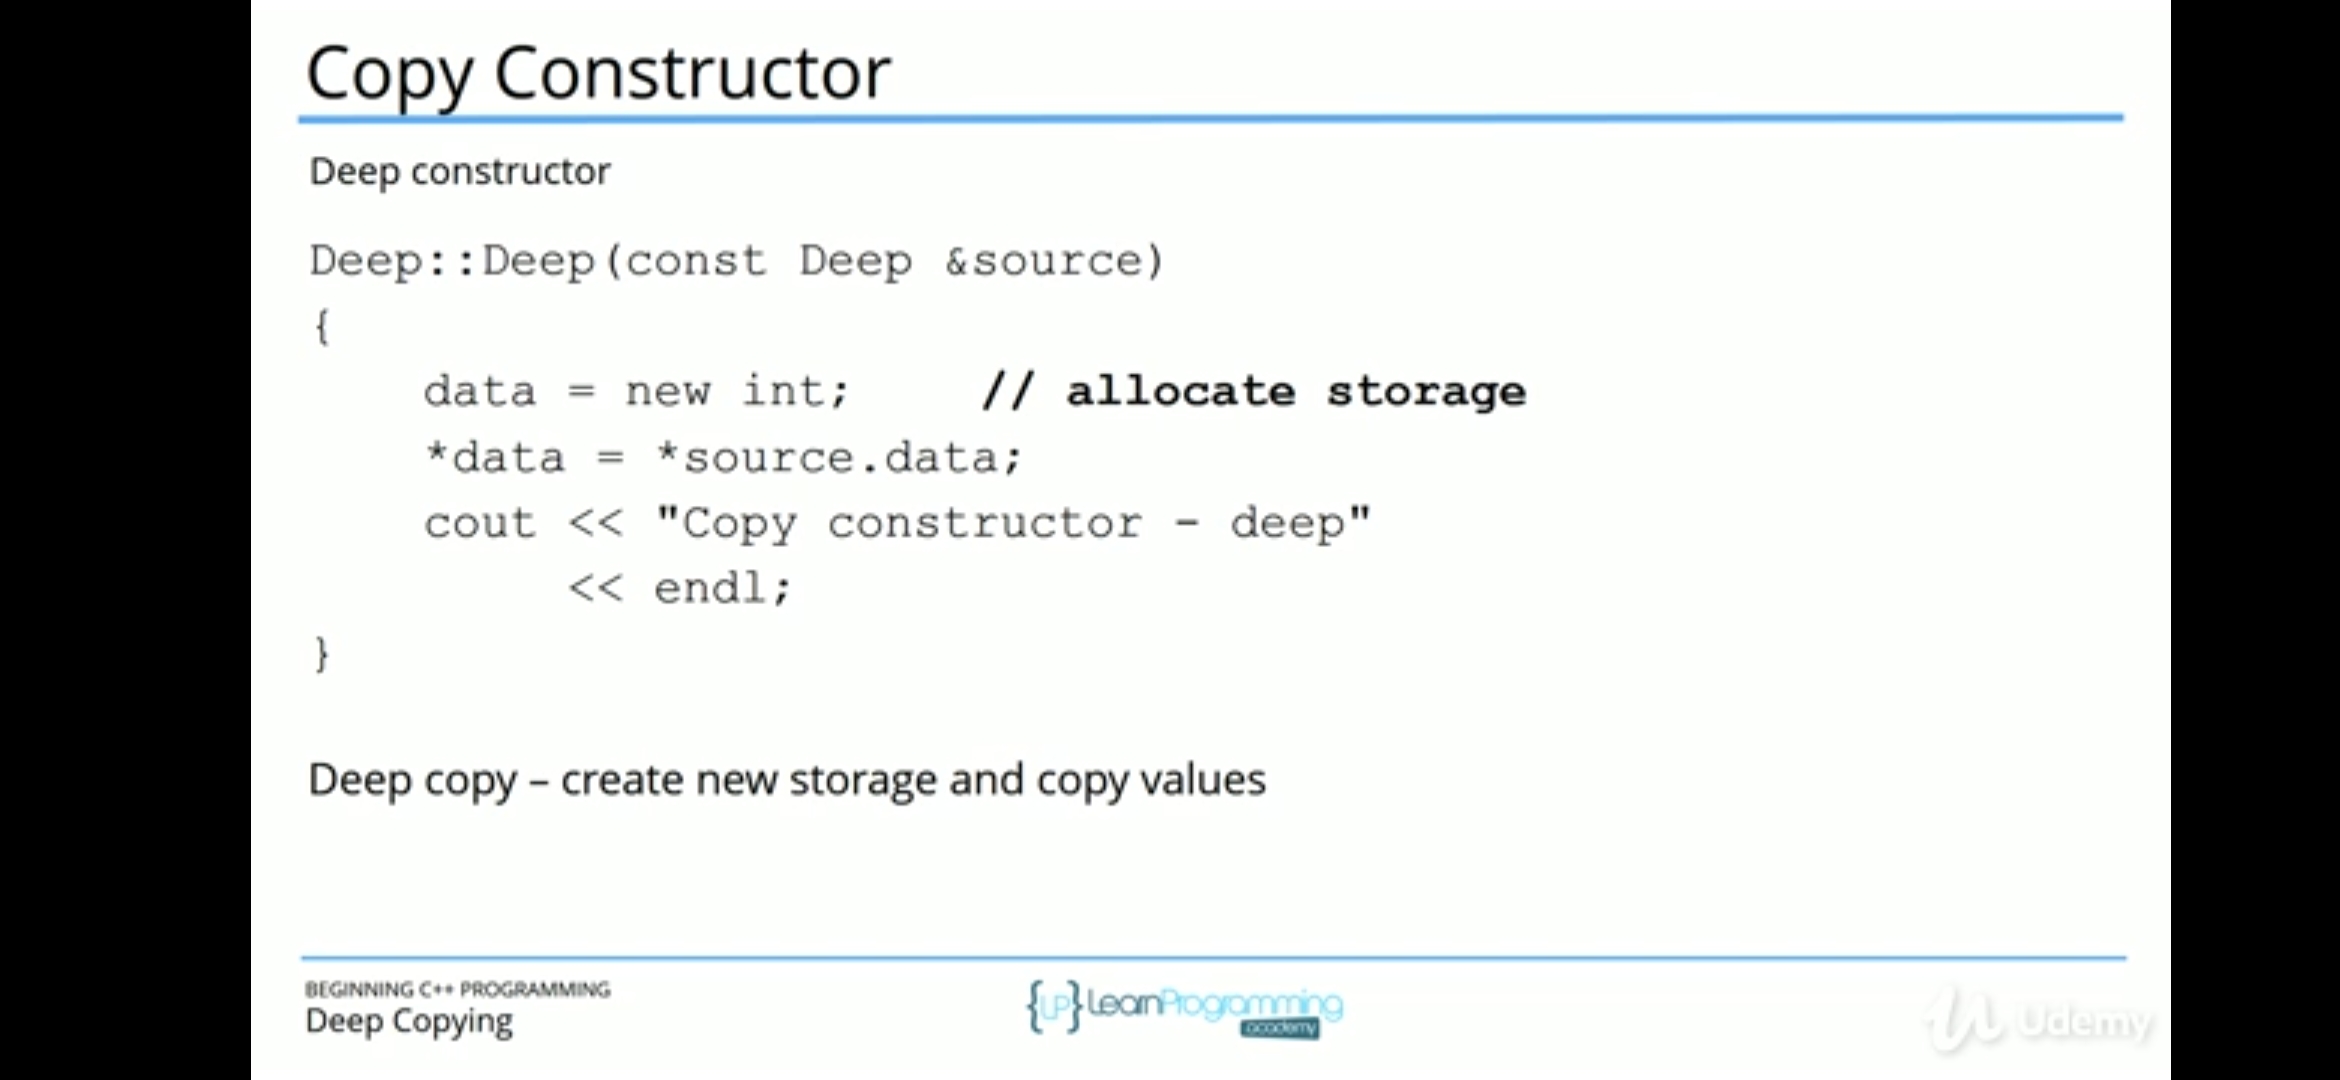 Copy Constructor
Deep constructor
Deep::Deep(const Deep &source)
{
    data = new int;    // allocate storage
    *data = *source.data;
    cout << "Copy constructor - deep"
         << endl;
}
Deep copy – create new storage and copy values
BEGINNING C++ PROGRAMMING
Deep Copying
{LP} LearnProgramming
academy
Udemy